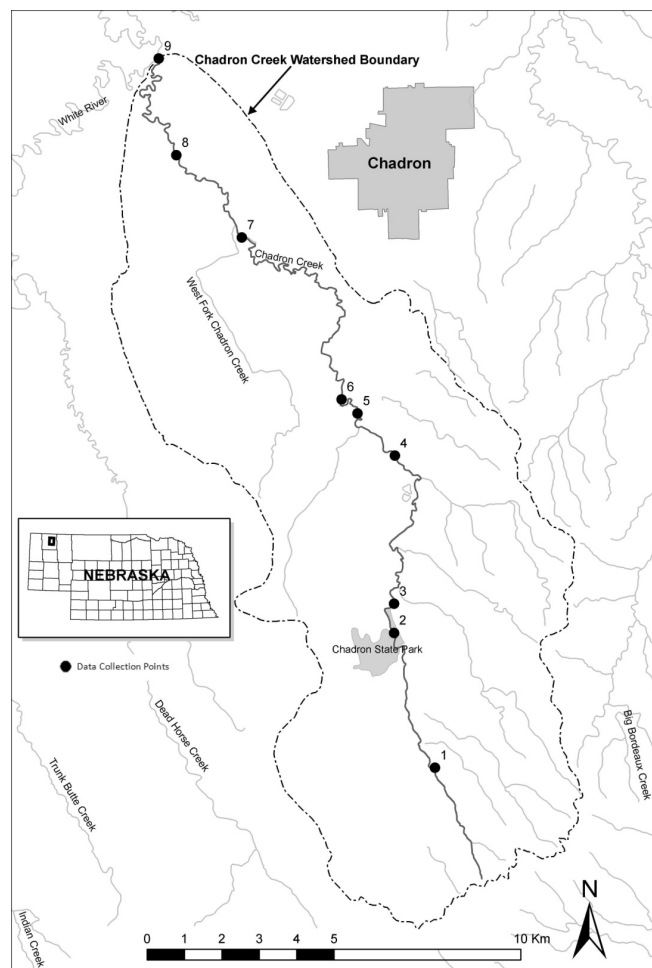 9
Chadron Creek Watershed Boundary
White River
8
Chadron
7
Chadron Creek
West Fork Chadron Creek
6
5
4
NEBRASKA
3
2
Chadron State Park
Data Collection Points
Dead Horse Creek
Big Bordeaux Creek
1
Trunk Butte Creek
Indian Creek
N
0 1 2 3 4 5 10 Km